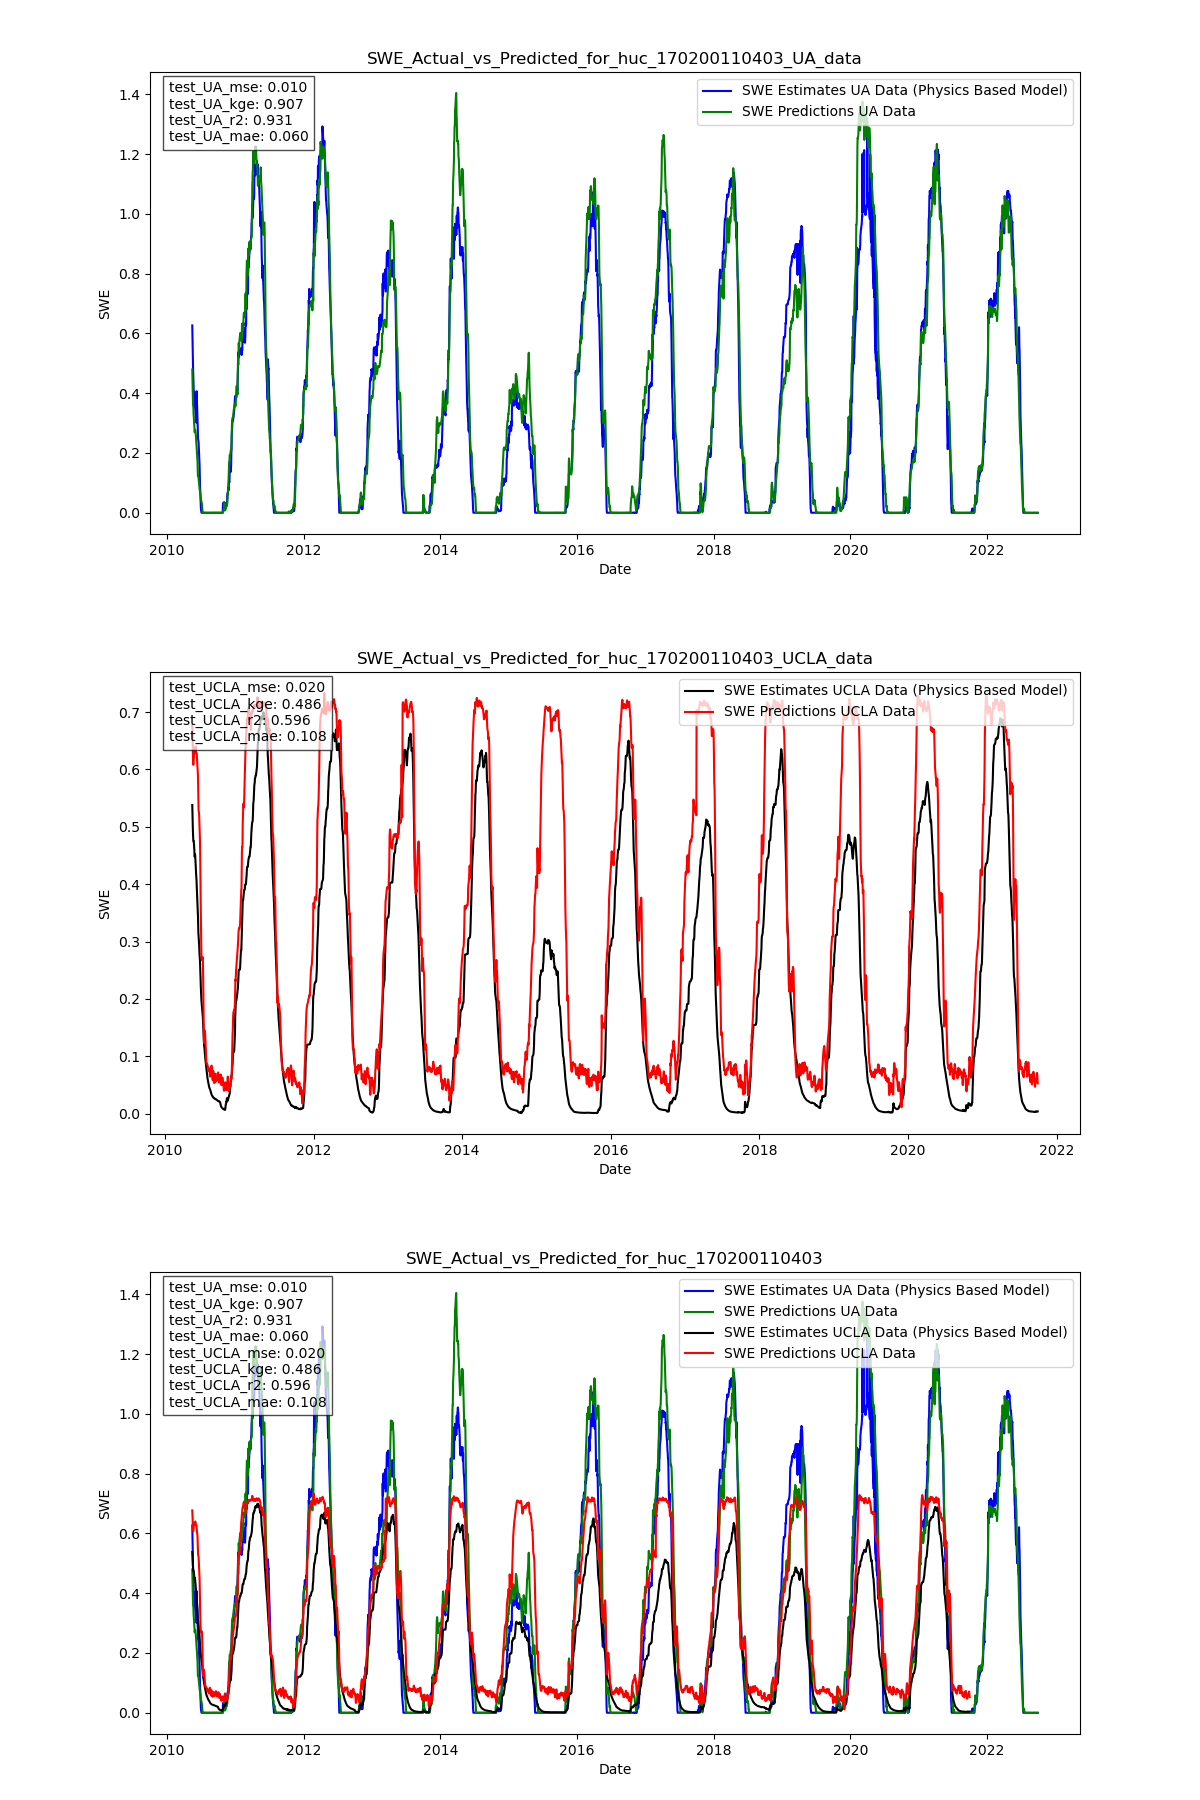 SWE_Actual_vs_Predicted_for_huc_170200110403_UA_data
test_UA_mse: 0.010
test_UA_kge: 0.907
test_UA_r2: 0.931
test_UA_mae: 0.060
SWE Estimates UA Data (Physics Based Model)
SWE Predictions UA Data
1.4
1.2
1.0
0.8
0.6
0.4
0.2
0.0
SWE
2010 2012 2014 2016 2018 2020 2022
Date
SWE_Actual_vs_Predicted_for_huc_170200110403_UCLA_data
test_UCLA_mse: 0.020
test_UCLA_kge: 0.486
test_UCLA_r2: 0.596
test_UCLA_mae: 0.108
SWE Estimates UCLA Data (Physics Based Model)
SWE Predictions UCLA Data
0.7
0.6
0.5
0.4
0.3
0.2
0.1
0.0
SWE
2010 2012 2014 2016 2018 2020 2022
Date
SWE_Actual_vs_Predicted_for_huc_170200110403
test_UA_mse: 0.010
test_UA_kge: 0.907
test_UA_r2: 0.931
test_UA_mae: 0.060
test_UCLA_mse: 0.020
test_UCLA_kge: 0.486
test_UCLA_r2: 0.596
test_UCLA_mae: 0.108
SWE Estimates UA Data (Physics Based Model)
SWE Predictions UA Data
SWE Estimates UCLA Data (Physics Based Model)
SWE Predictions UCLA Data
1.4
1.2
1.0
0.8
0.6
0.4
0.2
0.0
SWE
2010 2012 2014 2016 2018 2020 2022
Date